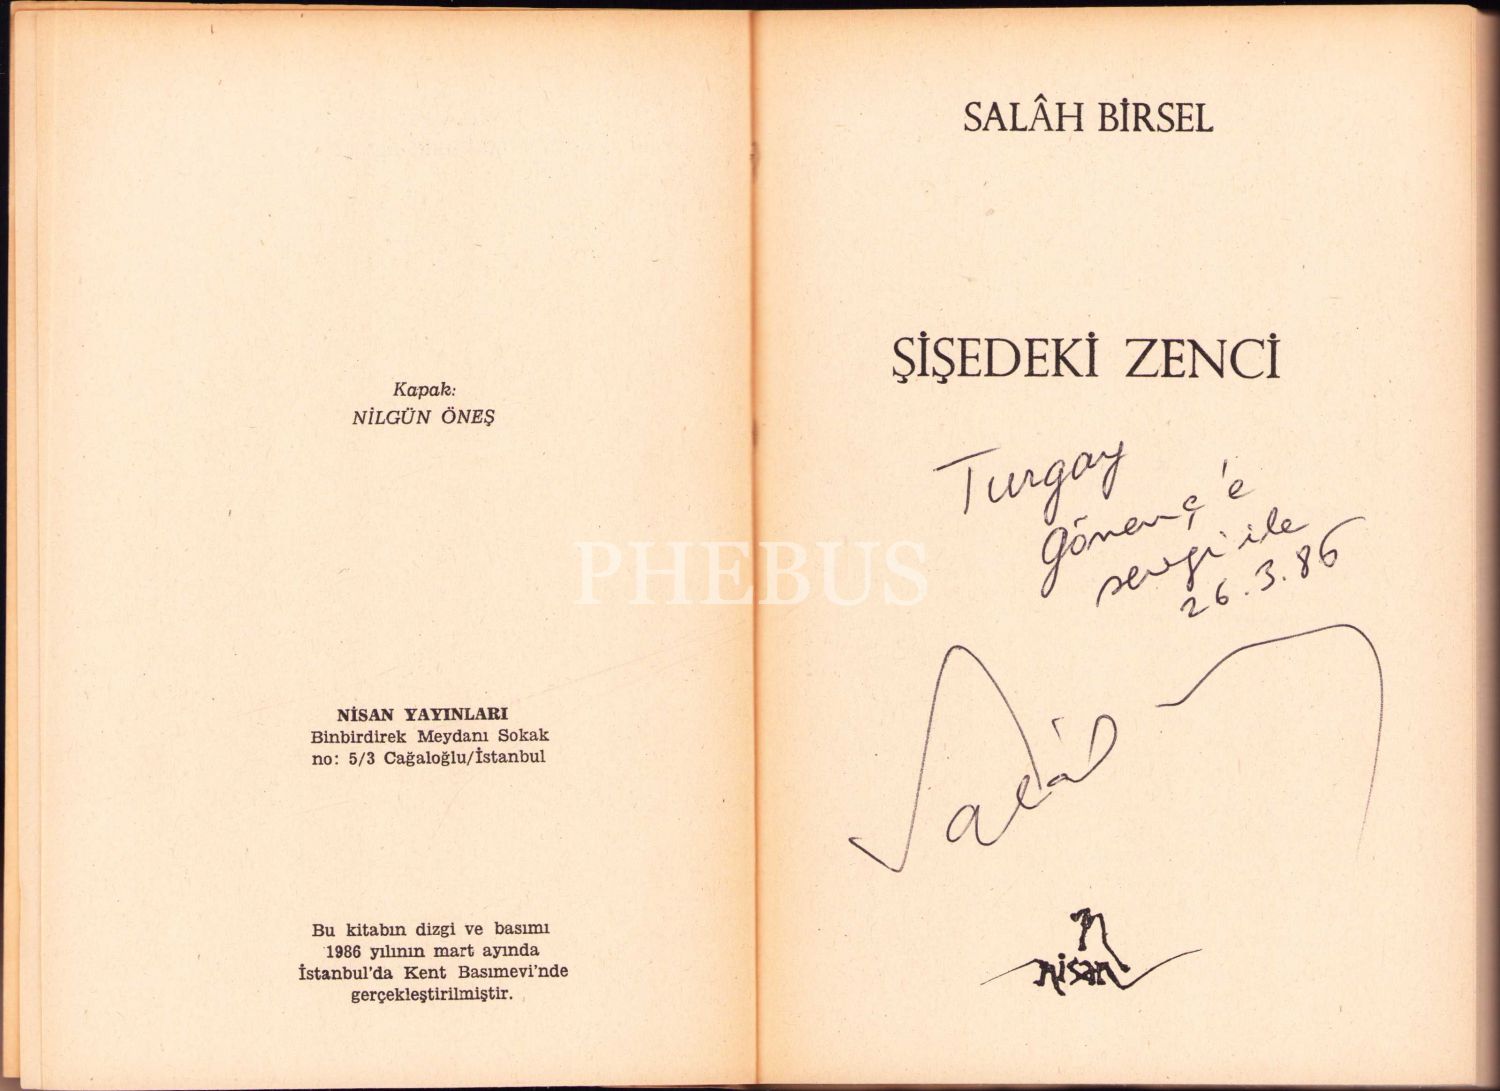 Kapak:
NİLGÜN ÖNEŞ
NİSAN YAYINLARI
Binbirdirek Meydanı Sokak
no: 5/3 Cağaloğlu/İstanbul
Bu kitabın dizgi ve basımı
1986 yılının mart ayında
İstanbul'da Kent Basımevi'nde
gerçekleştirilmiştir.
SALÂH BİRSEL
ŞİŞEDEKİ ZENCİ
Turgay
Gönenç'e
sevgi ile
26.3.86
Salâh
nisan
PHEBUS